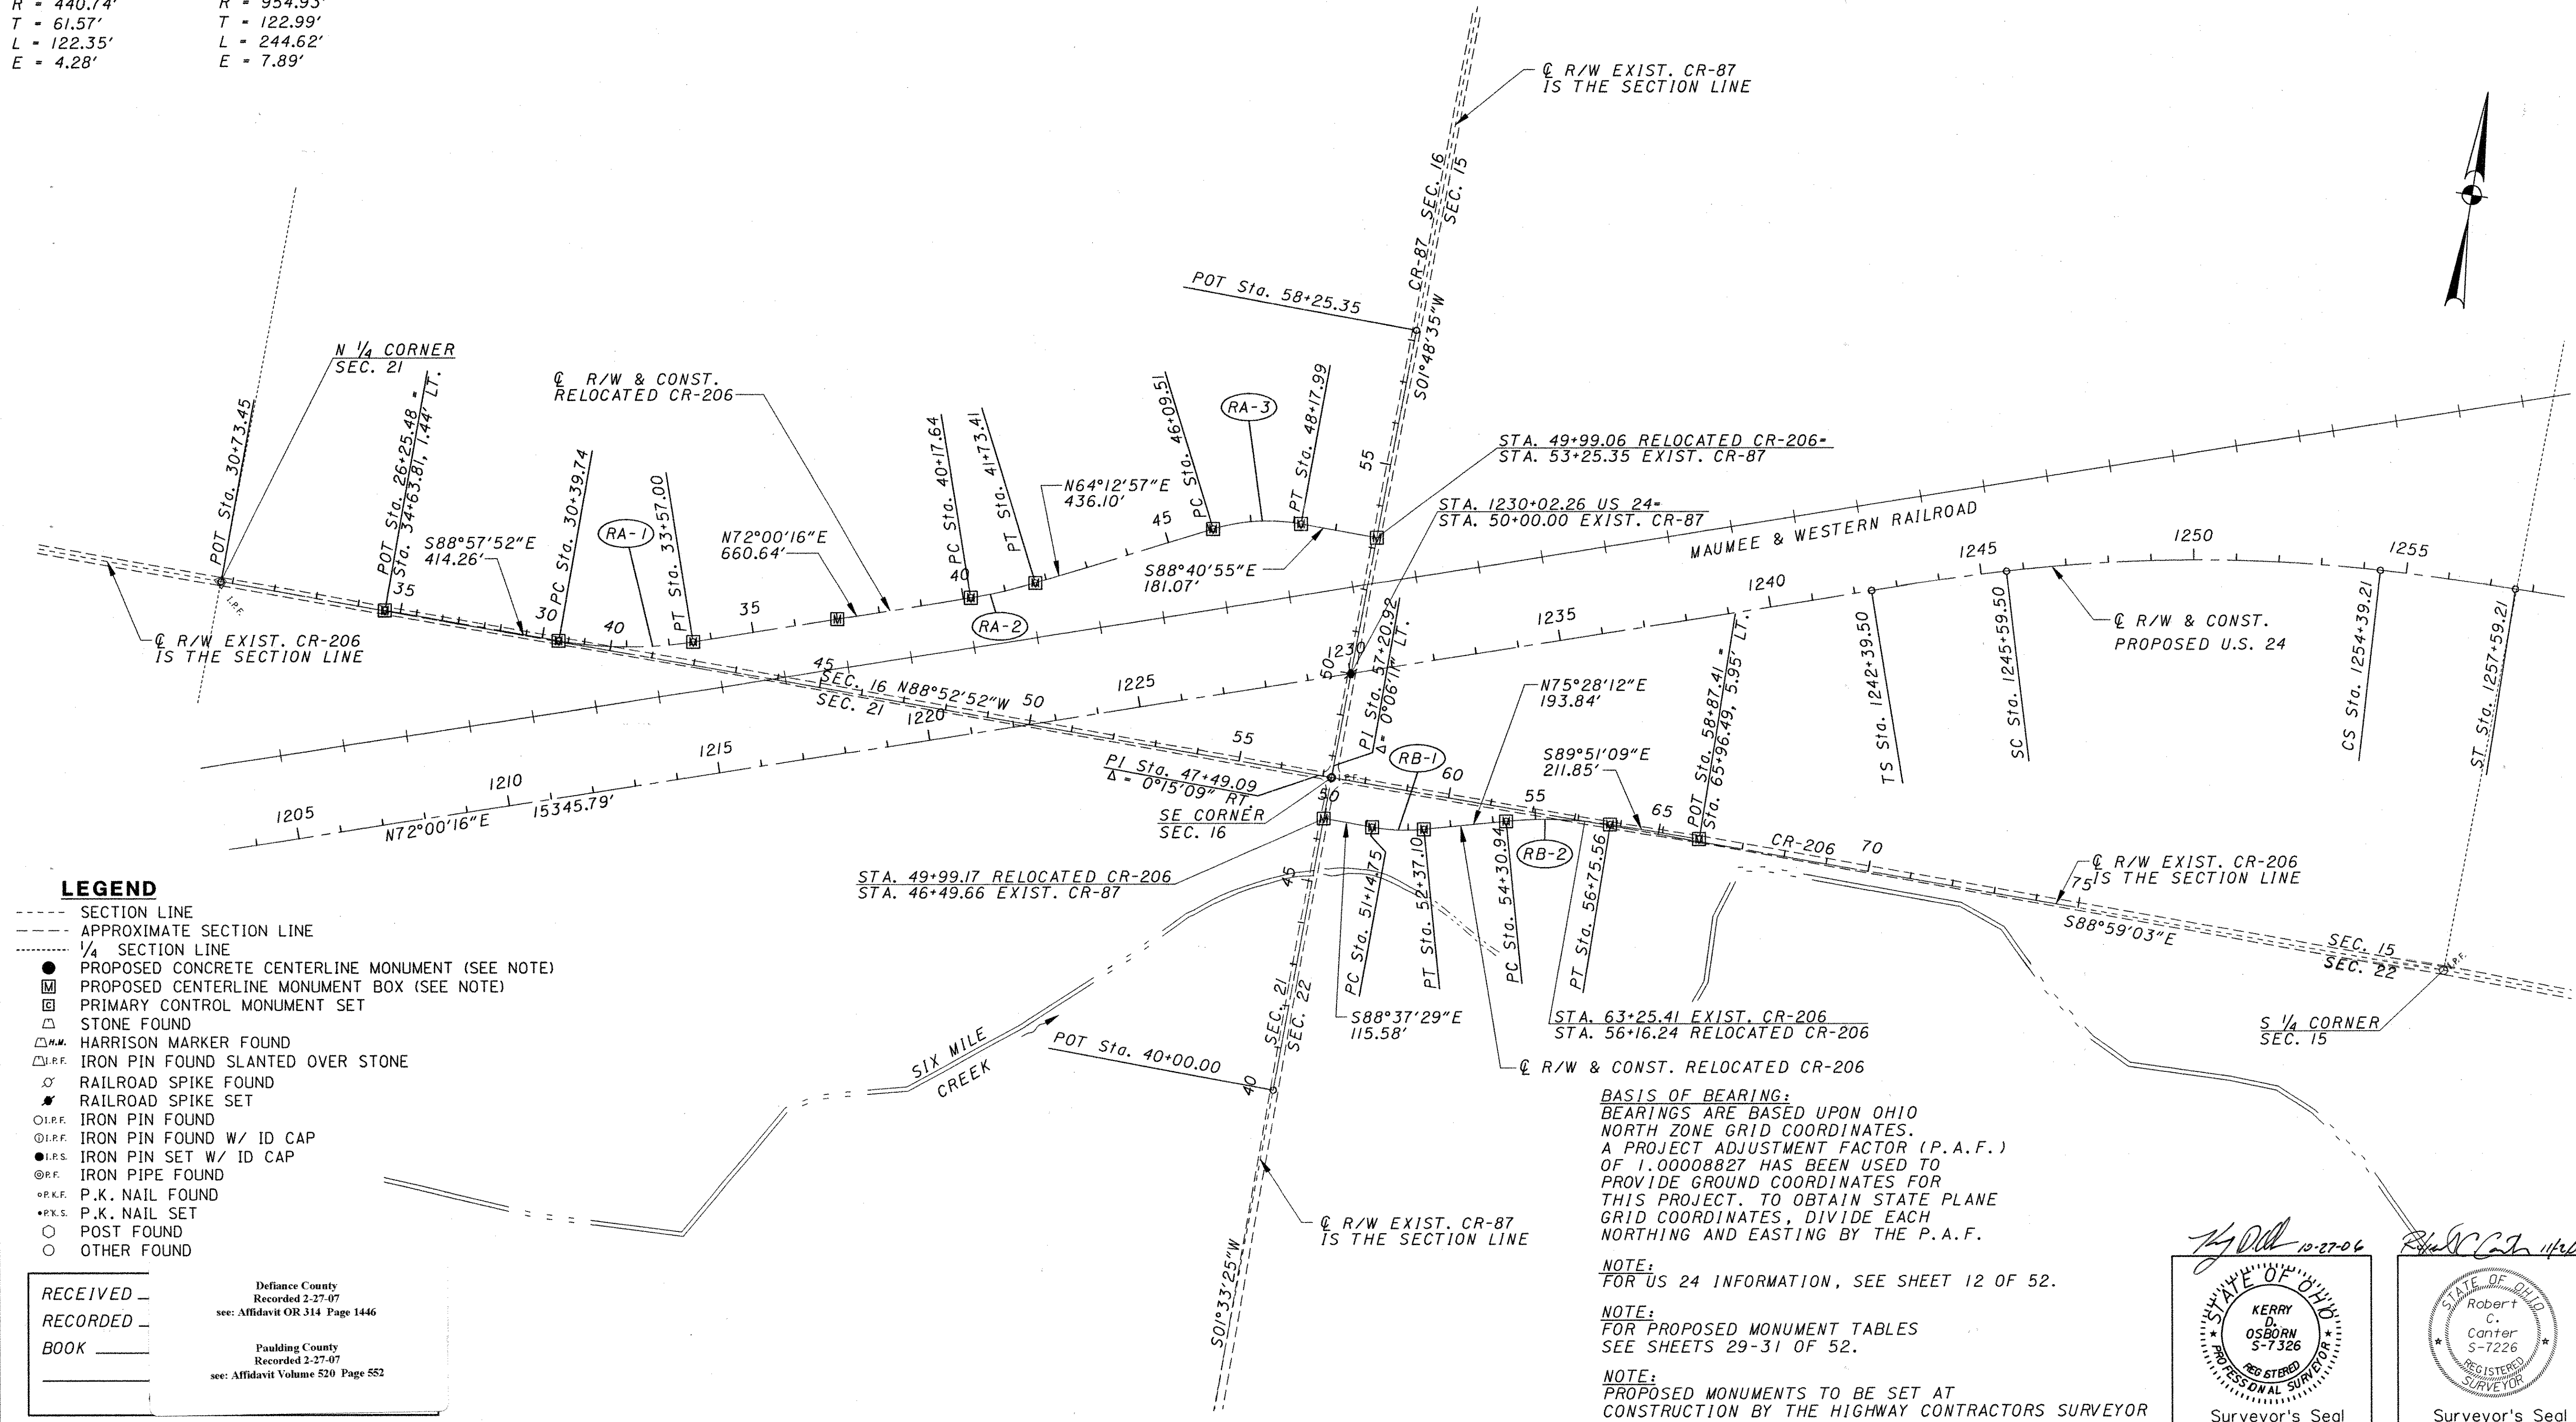 R = 440.74'
T = 61.57'
L = 122.35'
E = 4.28'
R = 954.93'
T = 122.99'
L = 244.62'
E = 7.89'
℄ R/W EXIST. CR-87
IS THE SECTION LINE
CR-87
SEC. 16
SEC. 15
S01°48'35"W
POT Sta. 58+25.35
N 1/4 CORNER
SEC. 21
POT Sta. 30+73.45
POT Sta. 26+25.48 =
Sta. 34+63.81, 1.44' LT.
℄ R/W & CONST.
RELOCATED CR-206
S88°57'52"E
414.26'
PC Sta. 30+39.74
RA-1
PT Sta. 33+57.00
N72°00'16"E
660.64'
PC Sta. 40+17.64
PT Sta. 41+73.41
RA-2
N64°12'57"E
436.10'
PC Sta. 46+09.51
RA-3
PT Sta. 48+17.99
S88°40'55"E
181.07'
STA. 49+99.06 RELOCATED CR-206=
STA. 53+25.35 EXIST. CR-87
STA. 1230+02.26 US 24=
STA. 50+00.00 EXIST. CR-87
MAUMEE & WESTERN RAILROAD
I.P.F.
35
30
40
35
40
45
55
℄ R/W EXIST. CR-206
IS THE SECTION LINE
45
SEC. 16 N88°52'52"W
SEC. 21
50
55
1205
1210
1215
1220
1225
1230
1235
1240
1245
1250
1255
N72°00'16"E 15345.79'
50
PI Sta. 57+20.92
Δ= 0°06'11" LT.
PI Sta. 47+49.09
Δ = 0°15'09" RT.
SE CORNER
SEC. 16
RB-1
60
N75°28'12"E
193.84'
S89°51'09"E
211.85'
55
65
POT Sta. 58+87.41 =
Sta. 65+96.49, 5.95' LT.
TS Sta. 1242+39.50
SC Sta. 1245+59.50
℄ R/W & CONST.
PROPOSED U.S. 24
CS Sta. 1254+39.21
ST Sta. 1257+59.21
50
45
STA. 49+99.17 RELOCATED CR-206
STA. 46+49.66 EXIST. CR-87
PC Sta. 51+14.75
PT Sta. 52+37.10
PC Sta. 54+30.94
RB-2
PT Sta. 56+75.56
CR-206
70
75
℄ R/W EXIST. CR-206
IS THE SECTION LINE
S88°59'03"E
SEC. 15
SEC. 22
I.P.F.
S 1/4 CORNER
SEC. 15
S88°37'29"E
115.58'
STA. 63+25.41 EXIST. CR-206
STA. 56+16.24 RELOCATED CR-206
℄ R/W & CONST. RELOCATED CR-206
SEC. 21
SEC. 22
SIX MILE
CREEK
POT Sta. 40+00.00
40
℄ R/W EXIST. CR-87
IS THE SECTION LINE
S01°33'25"W
LEGEND
SECTION LINE
APPROXIMATE SECTION LINE
1/4 SECTION LINE
PROPOSED CONCRETE CENTERLINE MONUMENT (SEE NOTE)
M PROPOSED CENTERLINE MONUMENT BOX (SEE NOTE)
C PRIMARY CONTROL MONUMENT SET
STONE FOUND
H.M. HARRISON MARKER FOUND
I.P.F. IRON PIN FOUND SLANTED OVER STONE
RAILROAD SPIKE FOUND
RAILROAD SPIKE SET
I.P.F. IRON PIN FOUND
I.P.F. IRON PIN FOUND W/ ID CAP
I.P.S. IRON PIN SET W/ ID CAP
P.F. IRON PIPE FOUND
P.K.F. P.K. NAIL FOUND
P.K.S. P.K. NAIL SET
POST FOUND
OTHER FOUND
RECEIVED
RECORDED
BOOK
Defiance County
Recorded 2-27-07
see: Affidavit OR 314 Page 1446
Paulding County
Recorded 2-27-07
see: Affidavit Volume 520 Page 552
BASIS OF BEARING:
BEARINGS ARE BASED UPON OHIO
NORTH ZONE GRID COORDINATES.
A PROJECT ADJUSTMENT FACTOR (P.A.F.)
OF 1.00008827 HAS BEEN USED TO
PROVIDE GROUND COORDINATES FOR
THIS PROJECT. TO OBTAIN STATE PLANE
GRID COORDINATES, DIVIDE EACH
NORTHING AND EASTING BY THE P.A.F.
NOTE:
FOR US 24 INFORMATION, SEE SHEET 12 OF 52.
NOTE:
FOR PROPOSED MONUMENT TABLES
SEE SHEETS 29-31 OF 52.
NOTE:
PROPOSED MONUMENTS TO BE SET AT
CONSTRUCTION BY THE HIGHWAY CONTRACTORS SURVEYOR
10-27-06
STATE OF OHIO
KERRY
D.
OSBORN
S-7326
REGISTERED
PROFESSIONAL SURVEYOR
Surveyor's Seal
STATE OF OHIO
Robert
C.
Canter
S-7226
REGISTERED
SURVEYOR
Surveyor's Seal